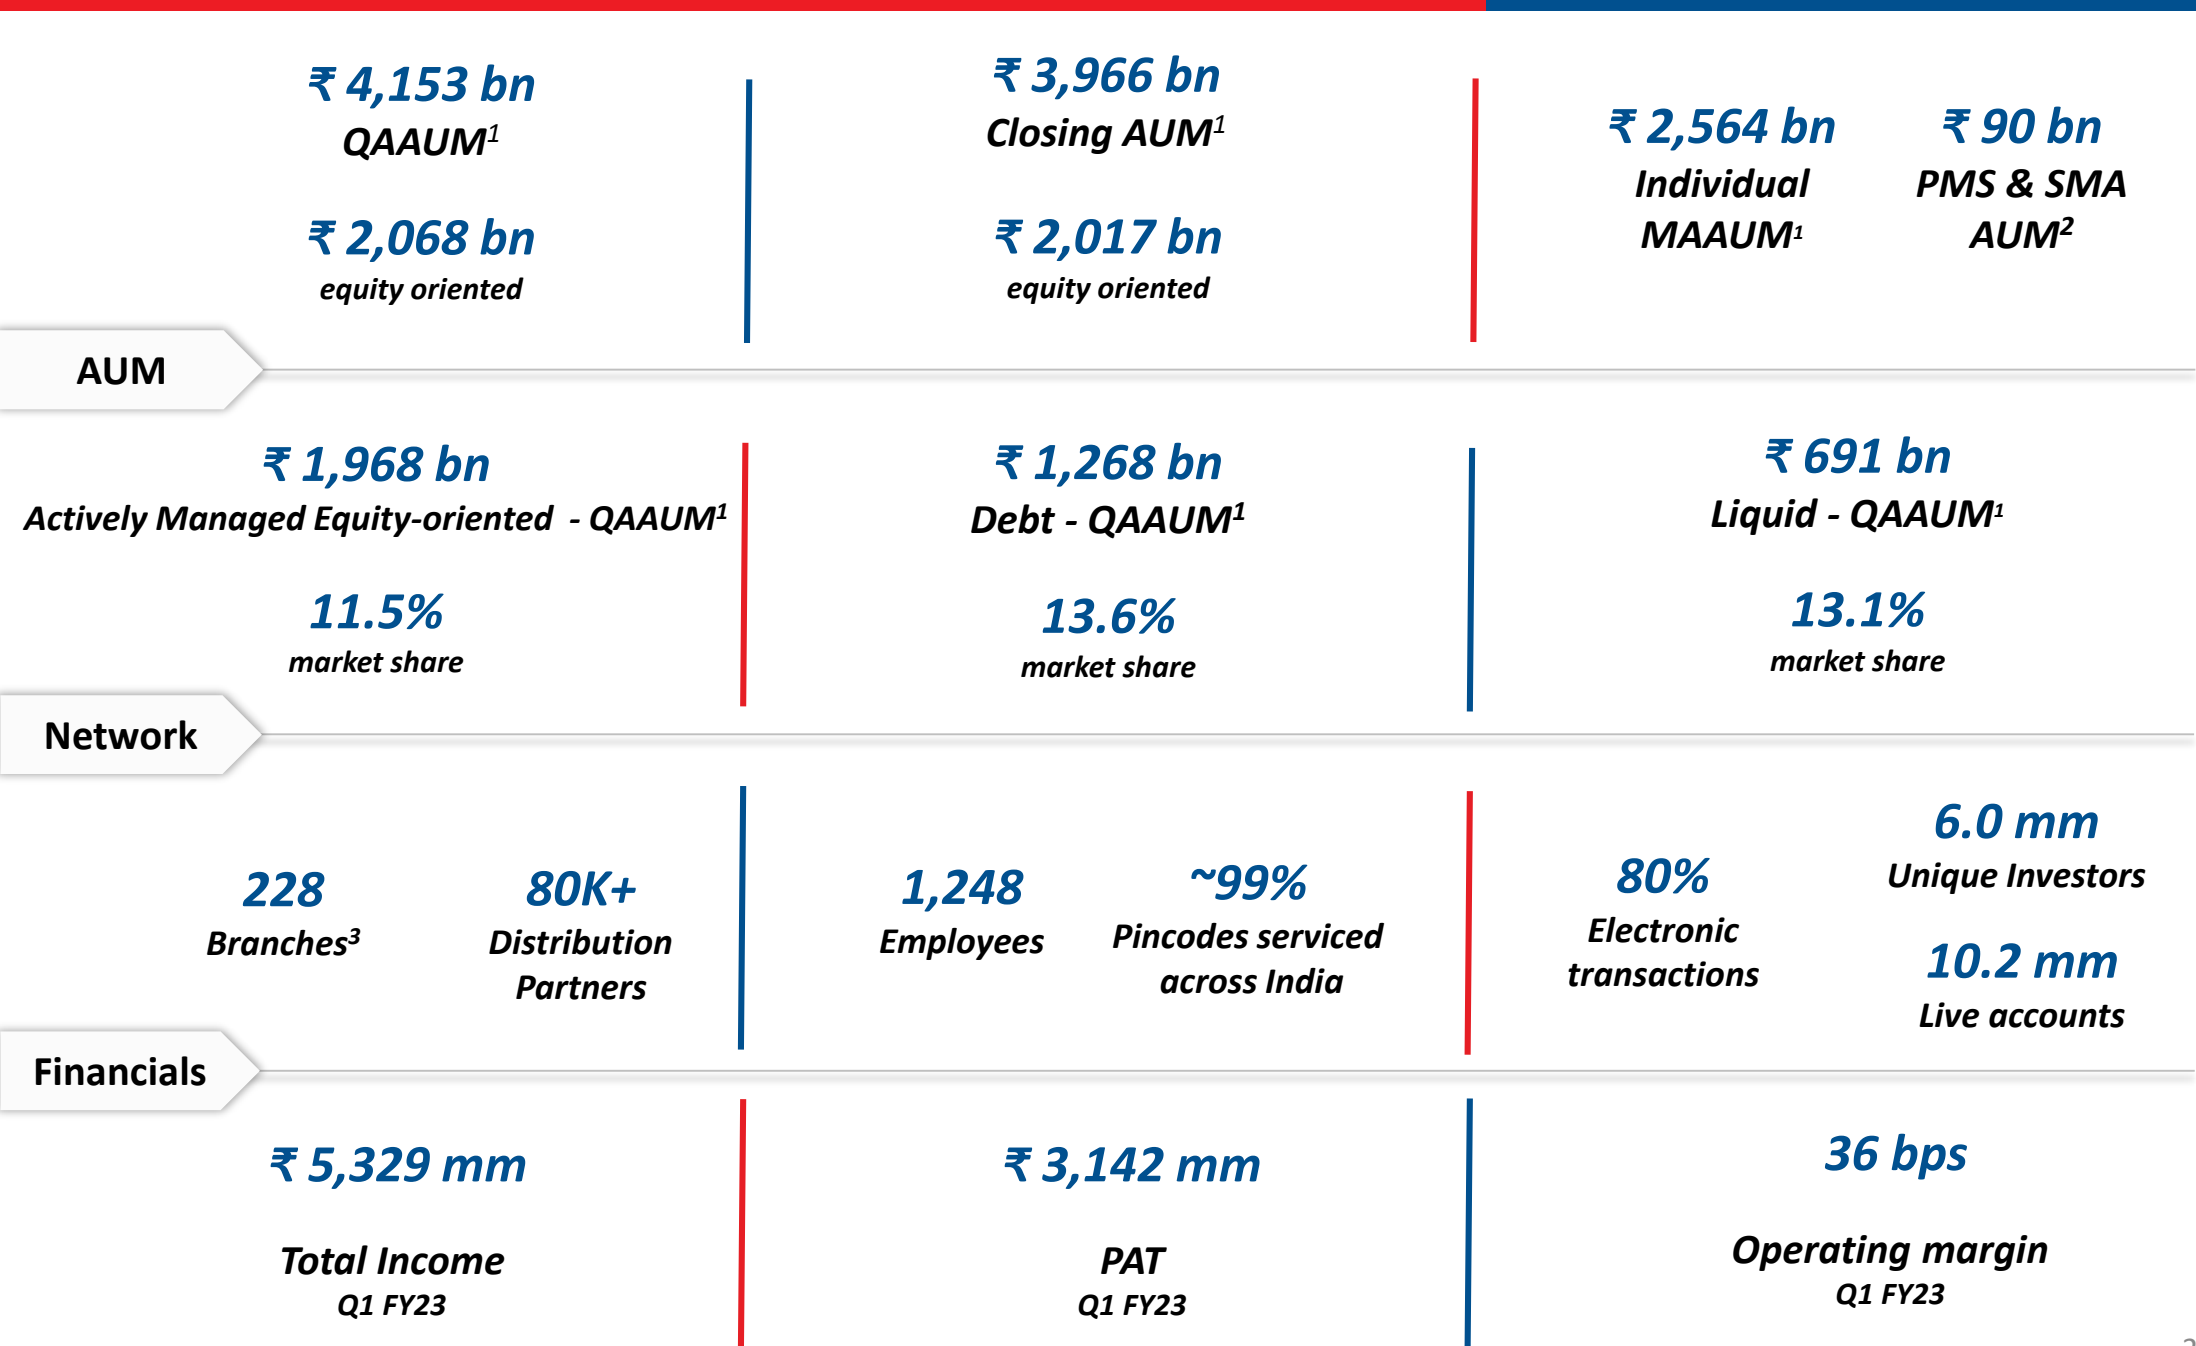 ₹ 4,153 bn
QAAUM¹
₹ 2,068 bn
equity oriented
₹ 3,966 bn
Closing AUM¹
₹ 2,017 bn
equity oriented
₹ 2,564 bn
Individual
MAAUM¹
₹ 90 bn
PMS & SMA
AUM²
AUM
₹ 1,968 bn
Actively Managed Equity-oriented - QAAUM¹
11.5%
market share
₹ 1,268 bn
Debt - QAAUM¹
13.6%
market share
₹ 691 bn
Liquid - QAAUM¹
13.1%
market share
Network
228
Branches³
80K+
Distribution
Partners
1,248
Employees
~99%
Pincodes serviced
across India
80%
Electronic
transactions
6.0 mm
Unique Investors
10.2 mm
Live accounts
Financials
₹ 5,329 mm
Total Income
Q1 FY23
₹ 3,142 mm
PAT
Q1 FY23
36 bps
Operating margin
Q1 FY23